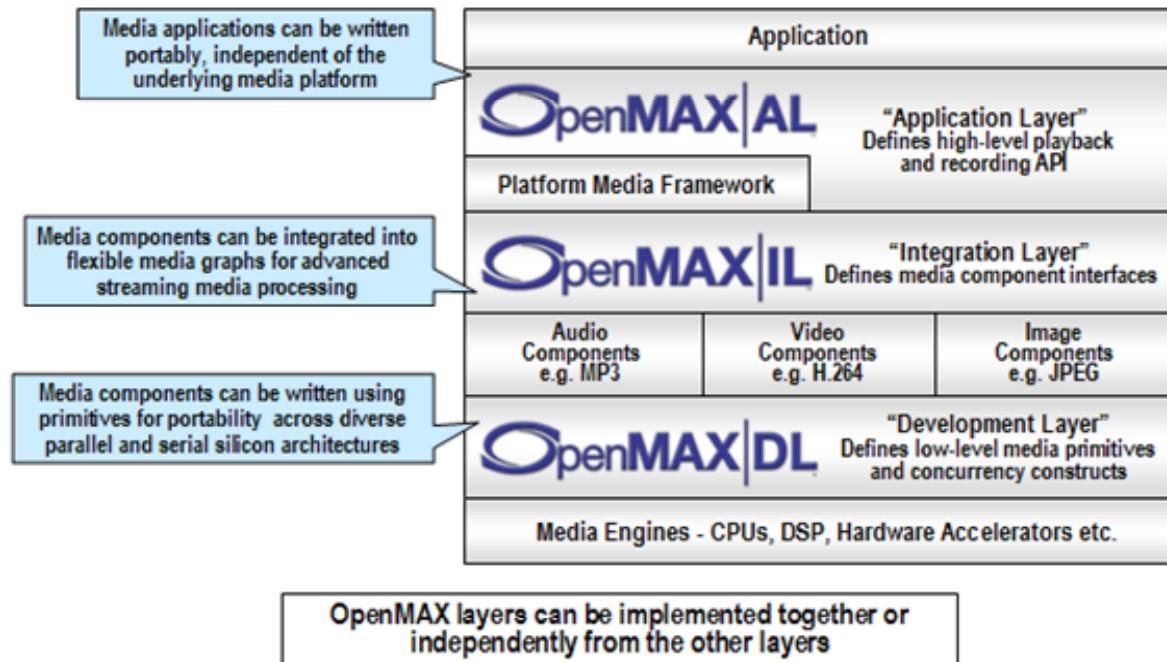 Media applications can be written
portably, independent of the
underlying media platform
Application
OpenMAX|AL
“Application Layer”
Defines high-level playback
and recording API
Platform Media Framework
Media components can be integrated into
flexible media graphs for advanced
streaming media processing
OpenMAX|IL
“Integration Layer”
Defines media component interfaces
Audio
Components
e.g. MP3
Video
Components
e.g. H.264
Image
Components
e.g. JPEG
Media components can be written using
primitives for portability across diverse
parallel and serial silicon architectures
OpenMAX|DL
“Development Layer”
Defines low-level media primitives
and concurrency constructs
Media Engines - CPUs, DSP, Hardware Accelerators etc.
OpenMAX layers can be implemented together or
independently from the other layers